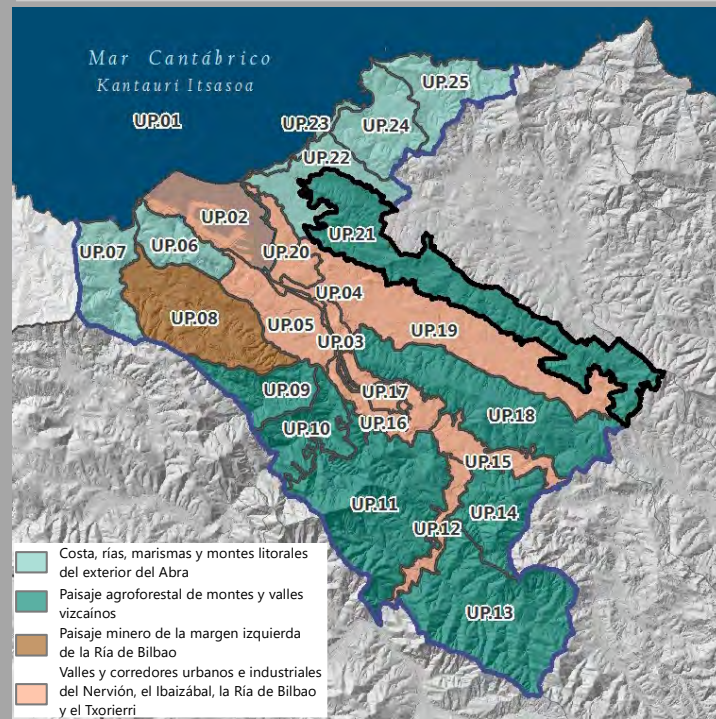 Mar Cantábrico
Kantauri Itsasoa
UP.25
UP.01
UP.23
UP.24
UP.22
UP.02
UP.21
UP.07
UP.06
UP.20
UP.04
UP.08
UP.05
UP.19
UP.03
UP.09
UP.17
UP.18
UP.10
UP.16
UP.15
UP.11
UP.14
UP.12
UP.13
Costa, rías, marismas y montes litorales
del exterior del Abra
Paisaje agroforestal de montes y valles
vizcaínos
Paisaje minero de la margen izquierda
de la Ría de Bilbao
Valles y corredores urbanos e industriales
del Nervión, el Ibaizábal, la Ría de Bilbao
y el Txorierri